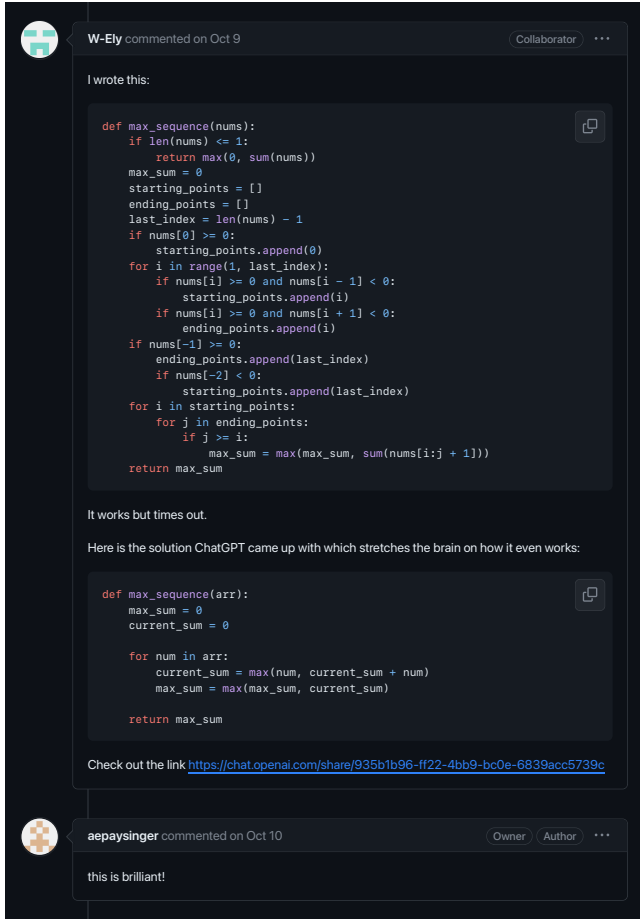 W-Ely commented on Oct 9
Collaborator
I wrote this:
def max_sequence(nums):
    if len(nums) <= 1:
        return max(0, sum(nums))
    max_sum = 0
    starting_points = []
    ending_points = []
    last_index = len(nums) - 1
    if nums[0] >= 0:
        starting_points.append(0)
    for i in range(1, last_index):
        if nums[i] >= 0 and nums[i - 1] < 0:
            starting_points.append(i)
        if nums[i] >= 0 and nums[i + 1] < 0:
            ending_points.append(i)
    if nums[-1] >= 0:
        ending_points.append(last_index)
        if nums[-2] < 0:
            starting_points.append(last_index)
    for i in starting_points:
        for j in ending_points:
            if j >= i:
                max_sum = max(max_sum, sum(nums[i:j + 1]))
    return max_sum
It works but times out.
Here is the solution ChatGPT came up with which stretches the brain on how it even works:
def max_sequence(arr):
    max_sum = 0
    current_sum = 0
    for num in arr:
        current_sum = max(num, current_sum + num)
        max_sum = max(max_sum, current_sum)
    return max_sum
Check out the link https://chat.openai.com/share/935b1b96-ff22-4bb9-bc0e-6839acc5739c
aepaysinger commented on Oct 10
Owner Author
this is brilliant!